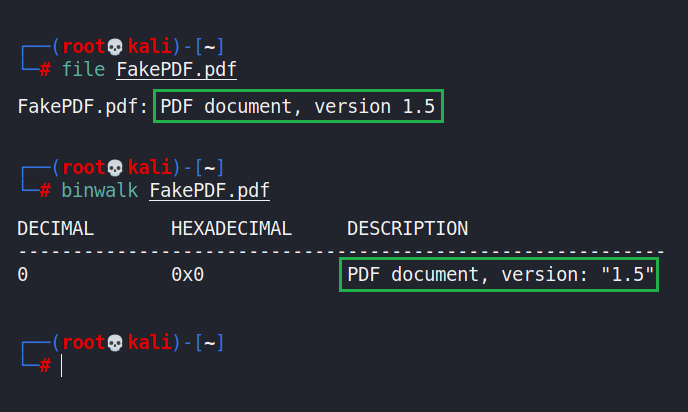 ┌──(root💀kali)-[~]
└─# file FakePDF.pdf
FakePDF.pdf: PDF document, version 1.5
┌──(root💀kali)-[~]
└─# binwalk FakePDF.pdf
DECIMAL       HEXADECIMAL     DESCRIPTION
--------------------------------------------------------------------------------
0             0x0             PDF document, version: "1.5"
┌──(root💀kali)-[~]
└─#